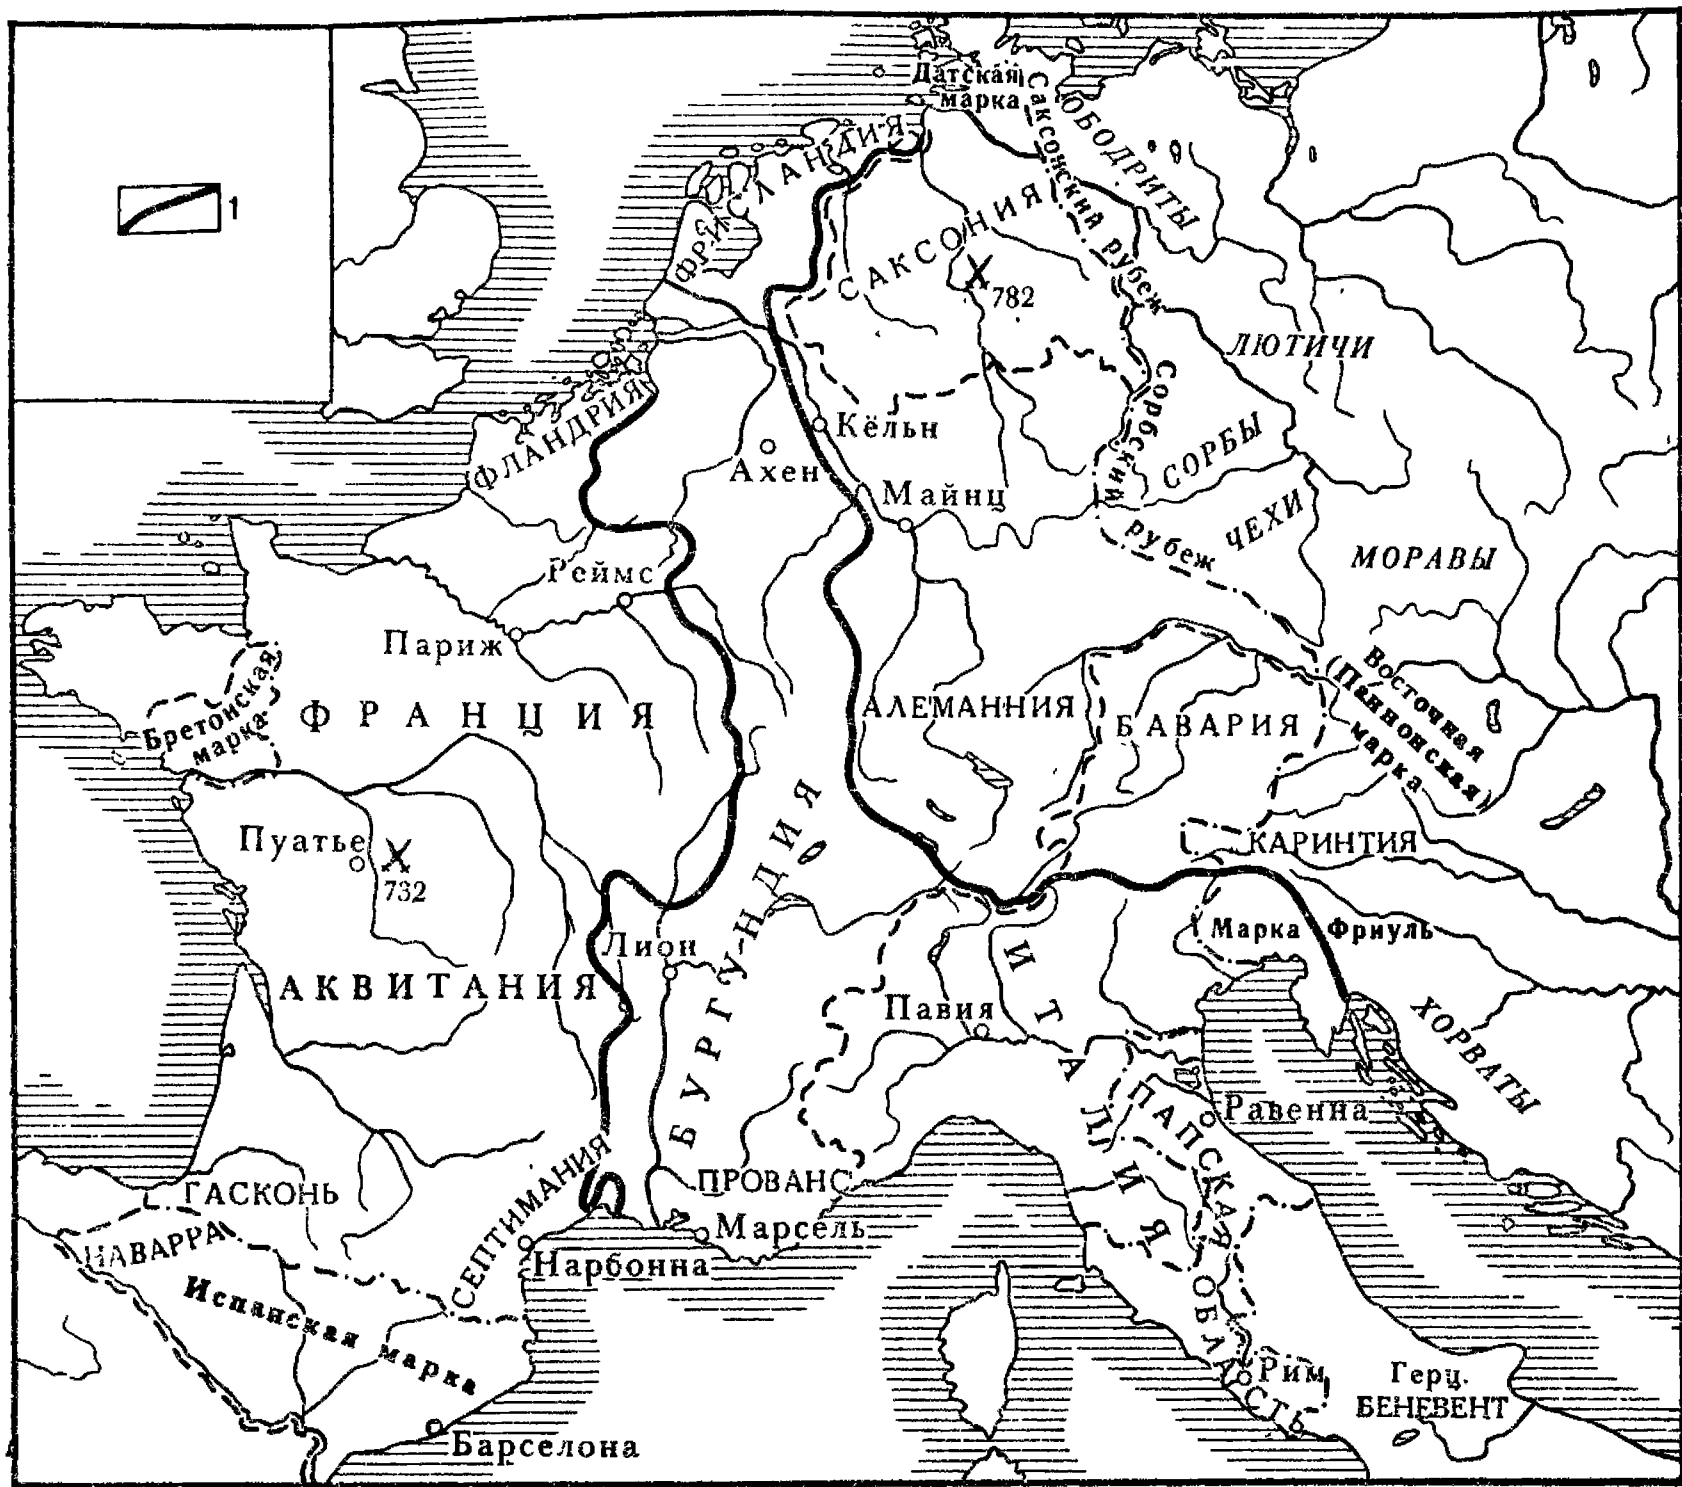 1
Датская
марка
Саксонский рубеж
ОБОДРИТЫ
ФРИСЛАНДИЯ
САКСОНИЯ
782
ЛЮТИЧИ
ФЛАНДРИЯ
Кёльн
Ахен
Сорбский
рубеж
СОРБЫ
Майнц
ЧЕХИ
МОРАВЫ
Реймс
Париж
Бретонская
марка
ФРАНЦИЯ
АЛЕМАННИЯ
БАВАРИЯ
Восточная
(Паннонская)
марка
Пуатье
732
КАРИНТИЯ
БУРГУНДИЯ
Лион
Марка Фриуль
АКВИТАНИЯ
Павия
ИТАЛИЯ
ХОРВАТЫ
Равенна
ПАПСКАЯ ОБЛАСТЬ
ГАСКОНЬ
СЕПТИМАНИЯ
ПРОВАНС
НАВАРРА
Марсель
Нарбонна
Испанская марка
Рим
Герц.
БЕНЕВЕНТ
Барселона